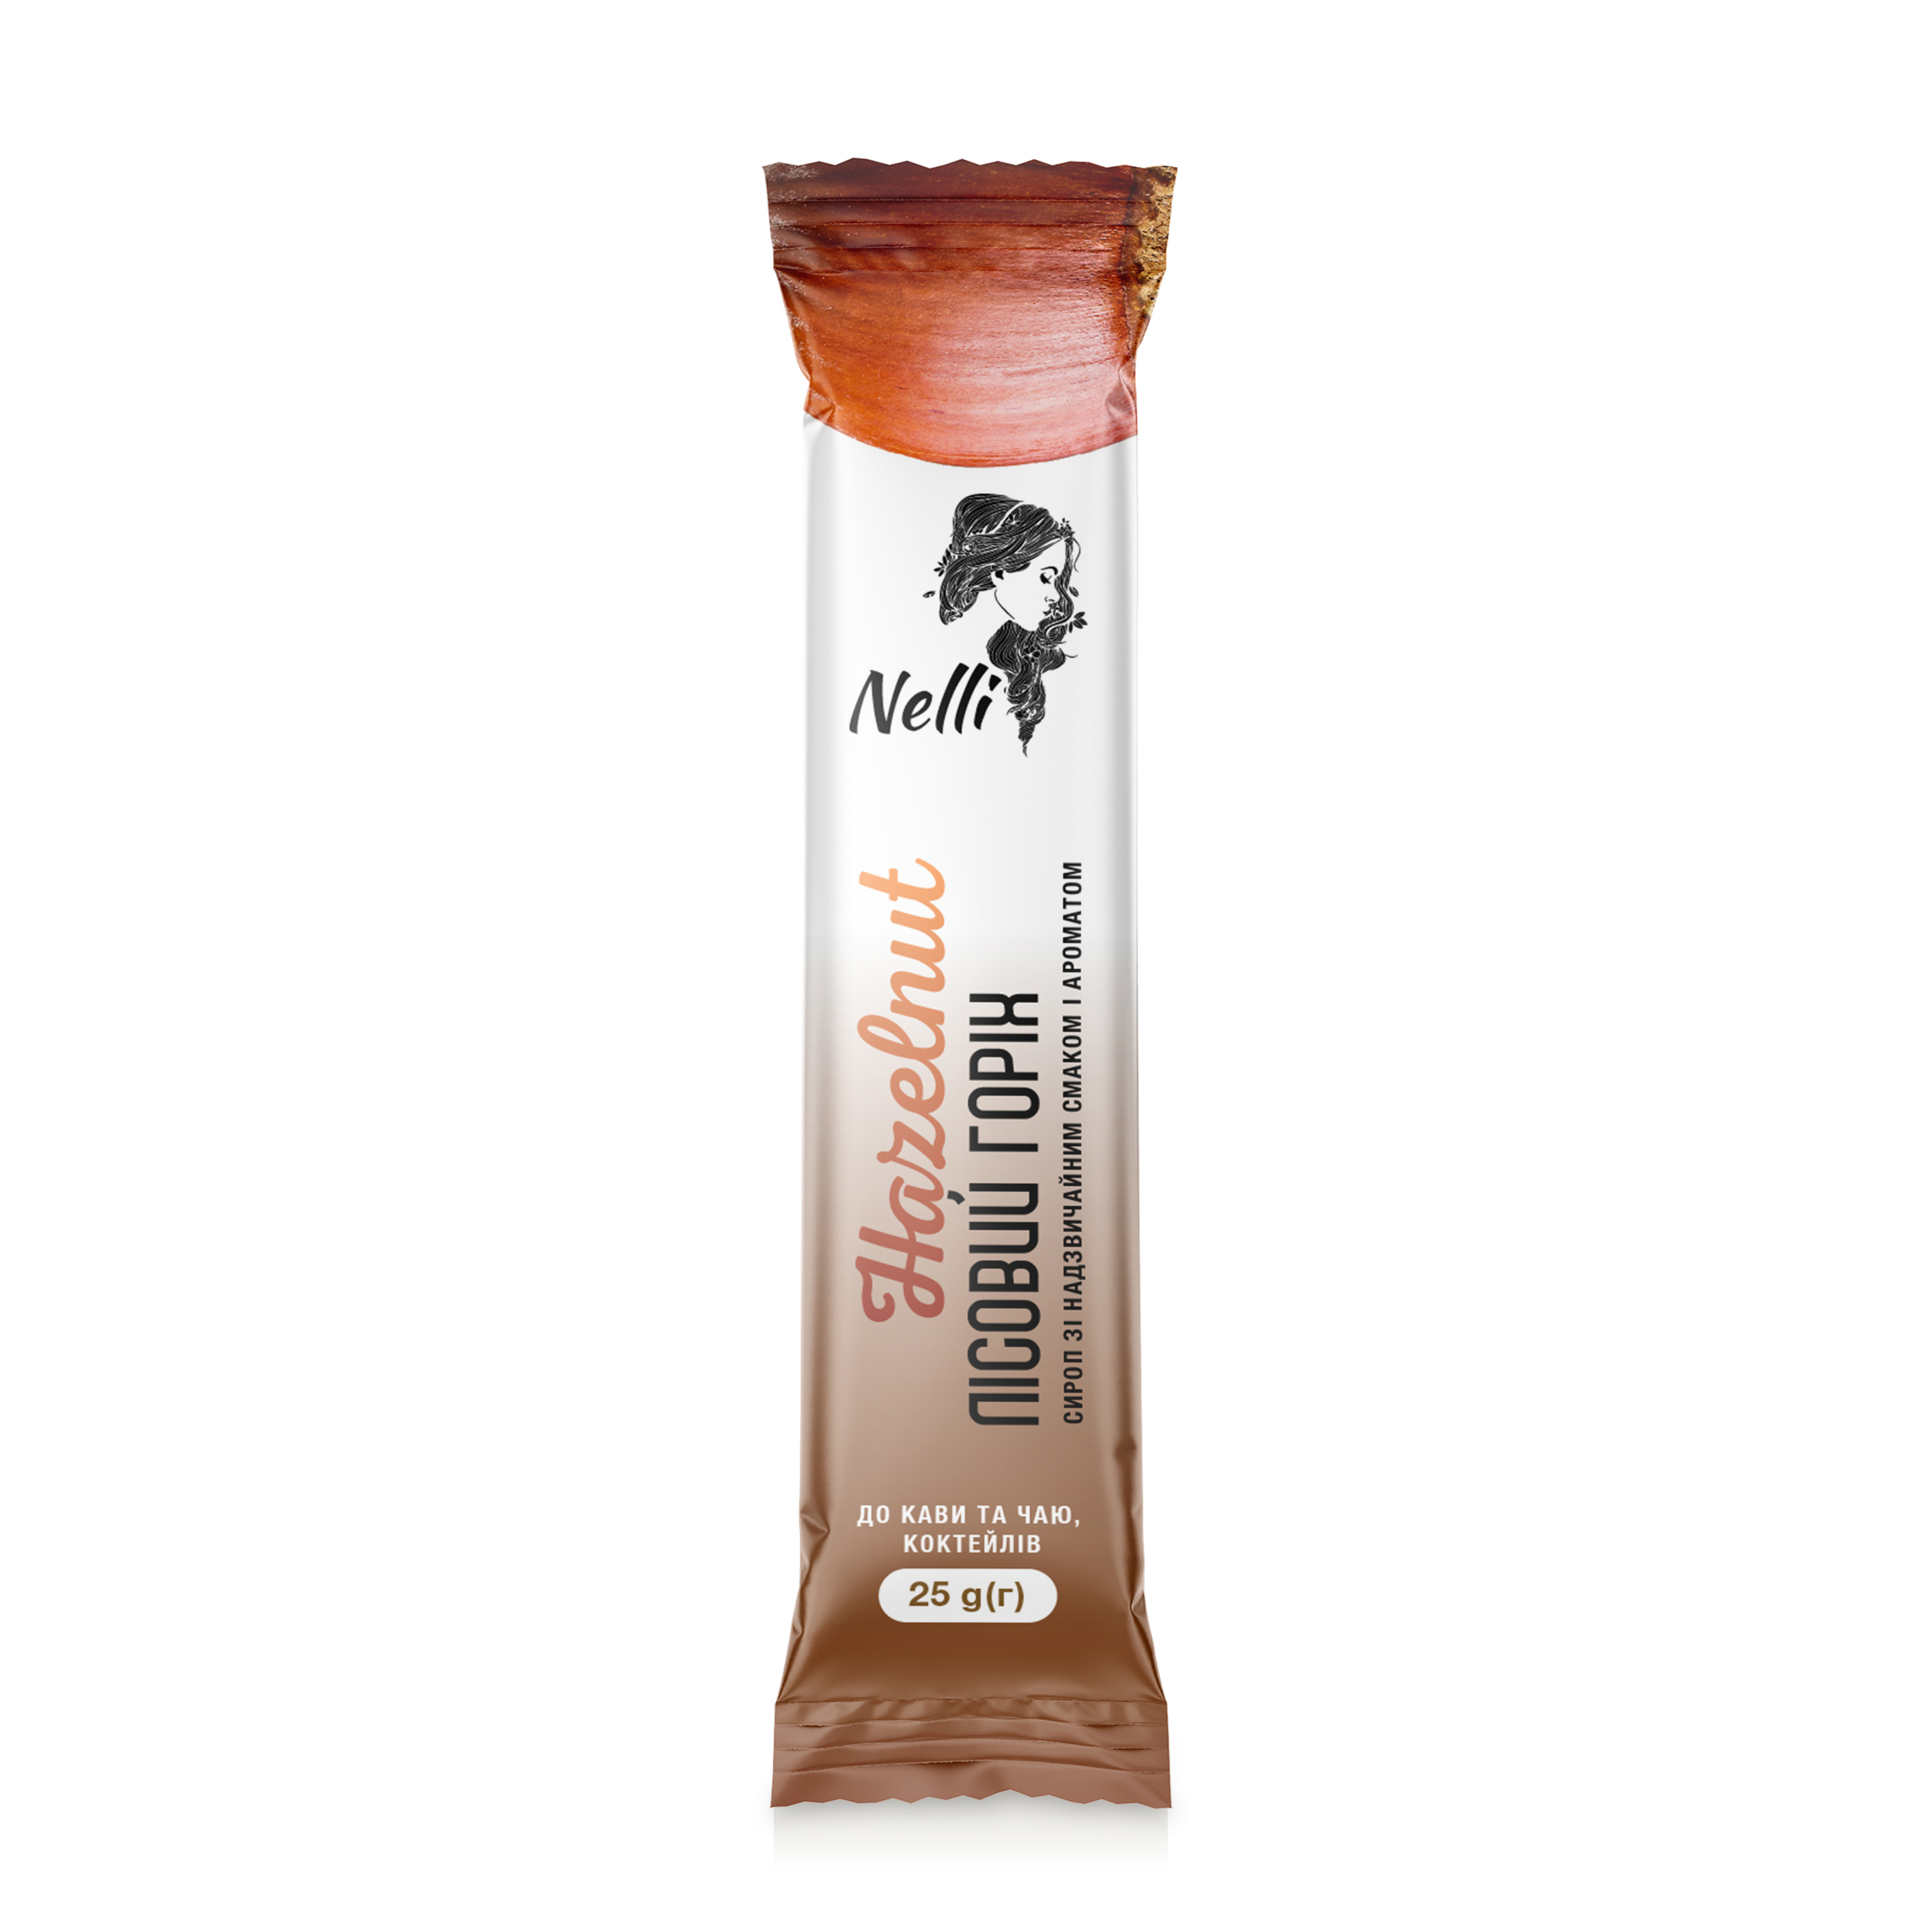 Nelli
Hazelnut
ЛІСОВИЙ ГОРІХ
СИРОП ЗІ НАДЗВИЧАЙНИМ СМАКОМ І АРОМАТОМ
ДО КАВИ ТА ЧАЮ,
КОКТЕЙЛІВ
25 g(г)